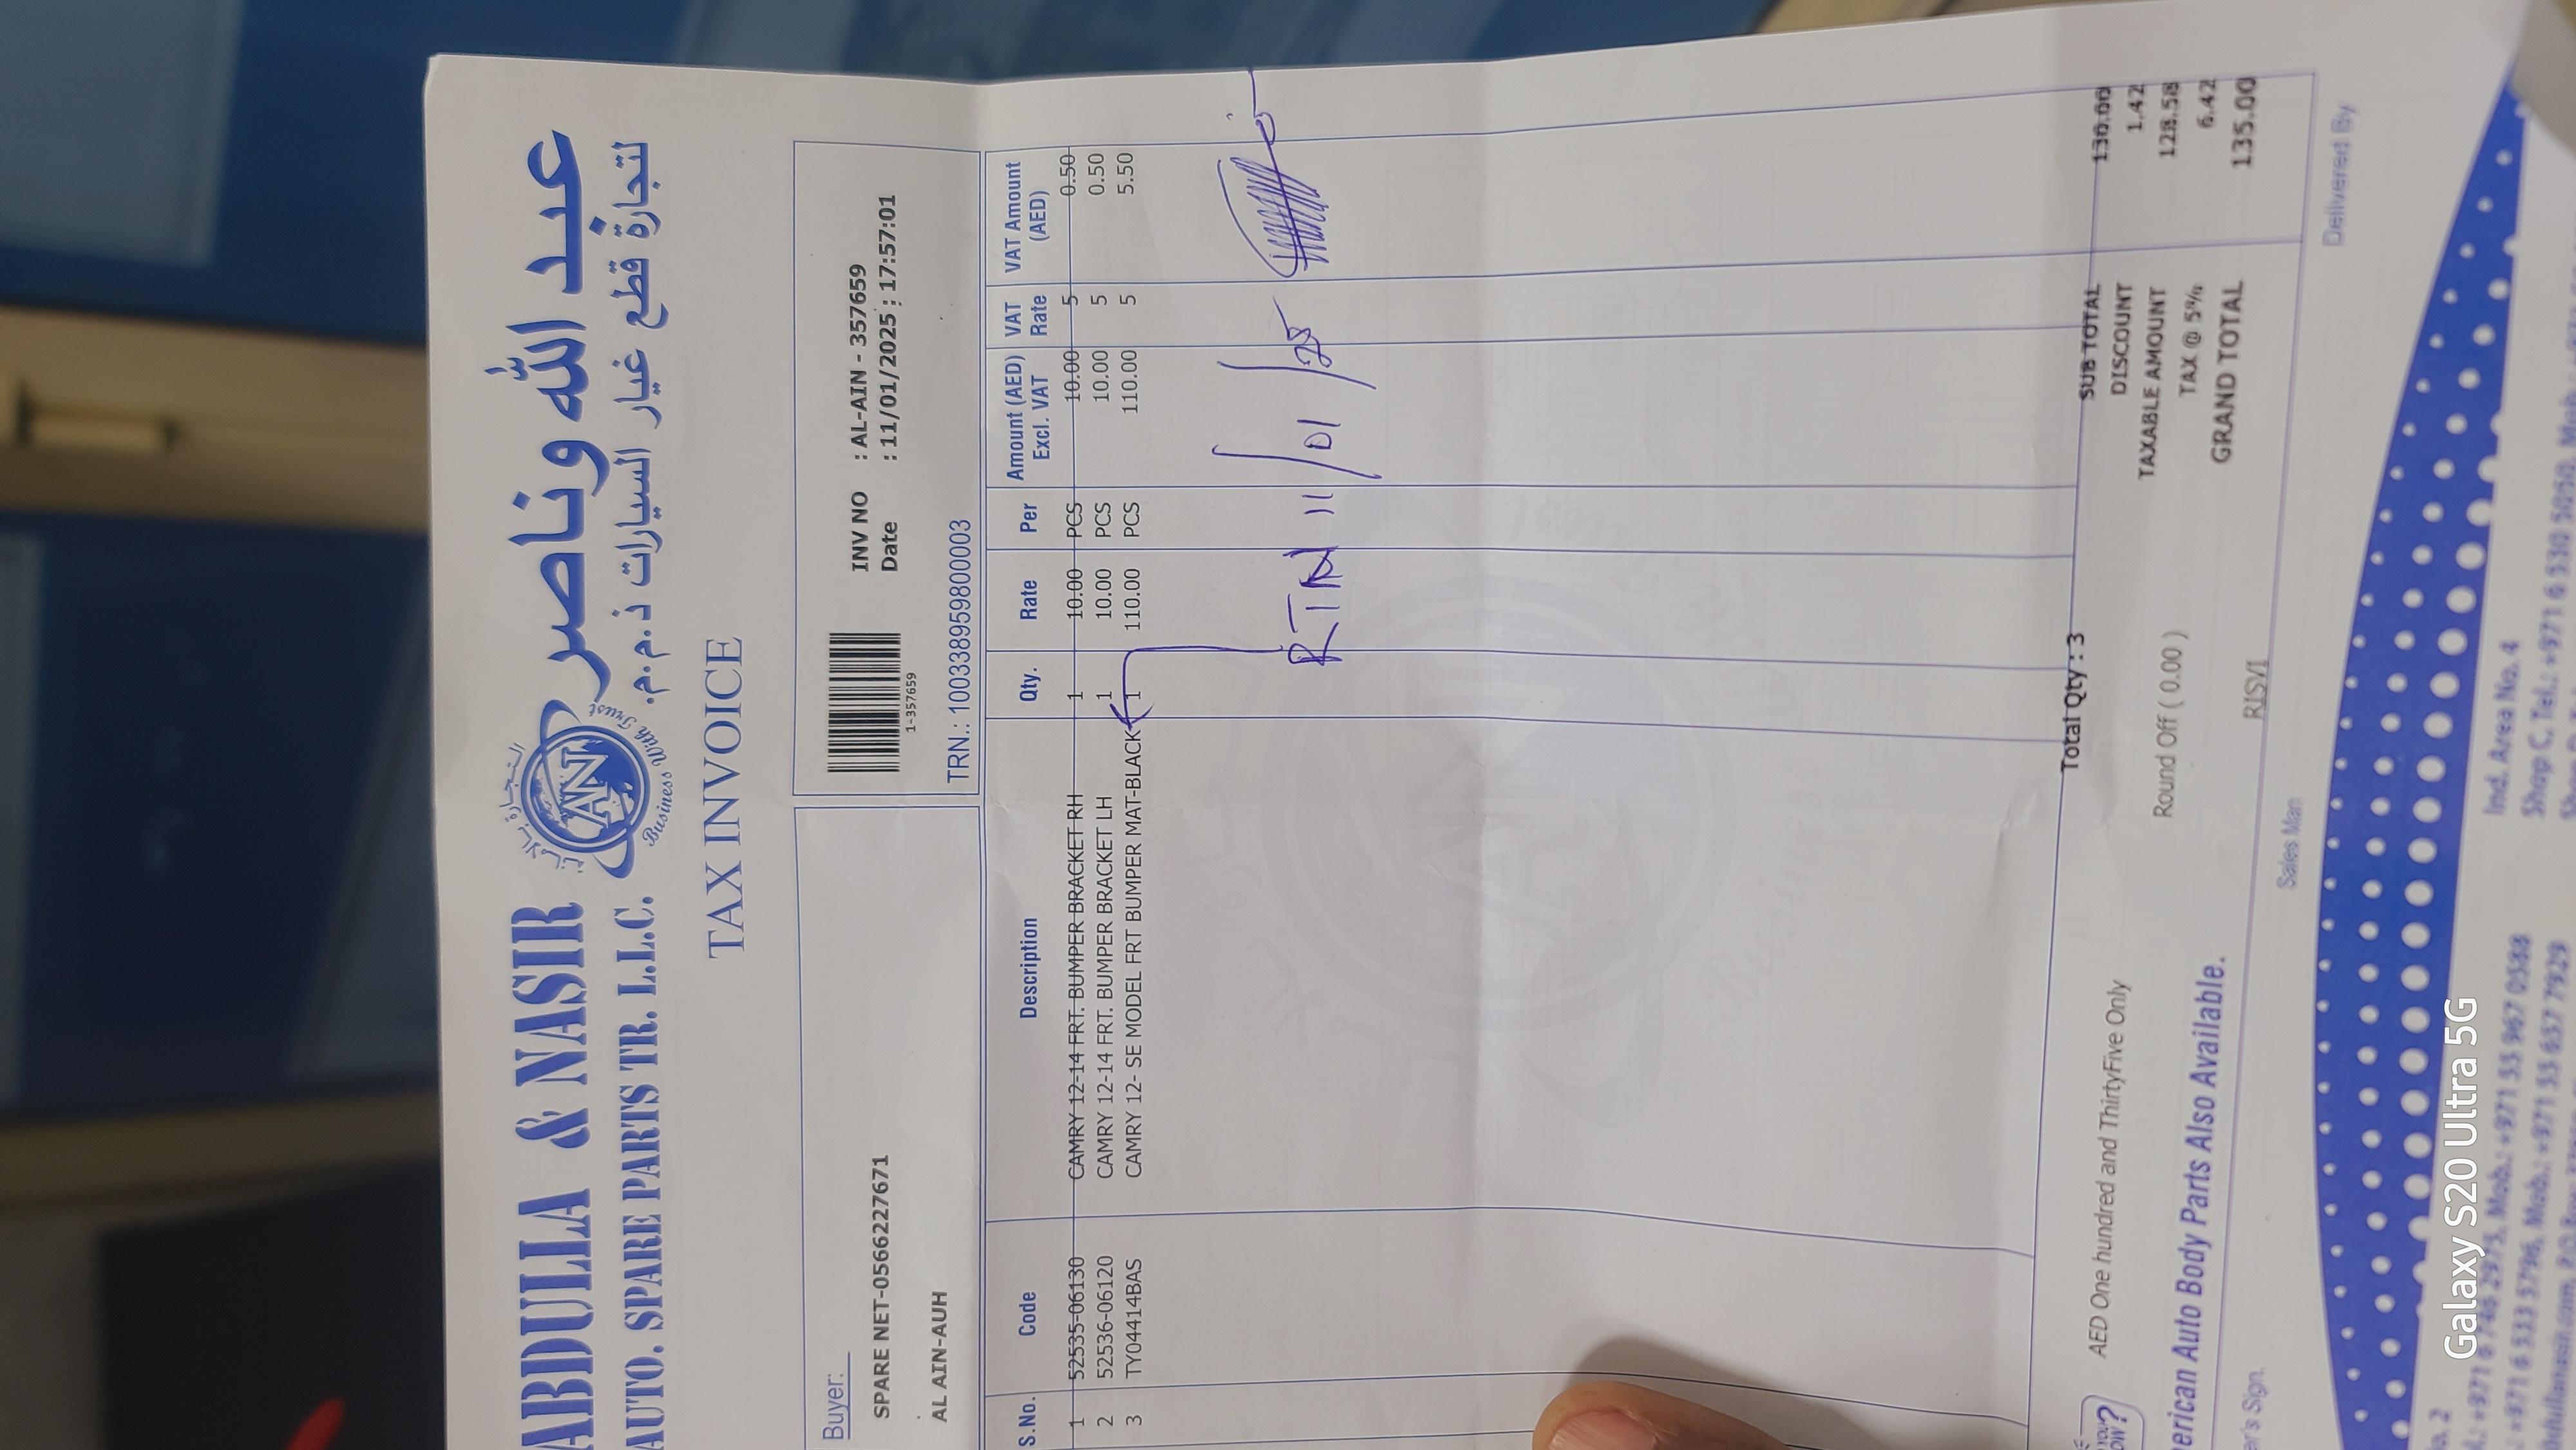 عبد الله وناصر
لتجارة قطع غيار السيارات ذ.م.م.
ABDULLA & NASIR
AUTO. SPARE PARTS TR. L.L.C.
AN
Business With Trust
TAX INVOICE
Buyer:
SPARE NET-0566227671
AL AIN-AUH
1-357659
INV NO : AL-AIN - 357659
Date : 11/01/2025 ; 17:57:01
TRN.: 100338959800003
S.No. Code Description Qty. Rate Per Amount (AED) Excl. VAT VAT Rate VAT Amount (AED)
1 52535-06130 CAMRY 12-14 FRT. BUMPER BRACKET RH 1 10.00 PCS 10.00 5 0.50
2 52536-06120 CAMRY 12-14 FRT. BUMPER BRACKET LH 1 10.00 PCS 10.00 5 0.50
3 TY04414BAS CAMRY 12- SE MODEL FRT BUMPER MAT-BLACK 1 110.00 PCS 110.00 5 5.50
RTN 11/01/25
Total Qty : 3
SUB TOTAL 130.00
DISCOUNT 1.42
AED One hundred and ThirtyFive Only
TAXABLE AMOUNT 128.58
Round Off ( 0.00 )
TAX @ 5% 6.42
GRAND TOTAL 135.00
erican Auto Body Parts Also Available.
RISVI
er's Sign.
Sales Man
Delivered By
Ind. Area No. 4
Galaxy S20 Ultra 5G